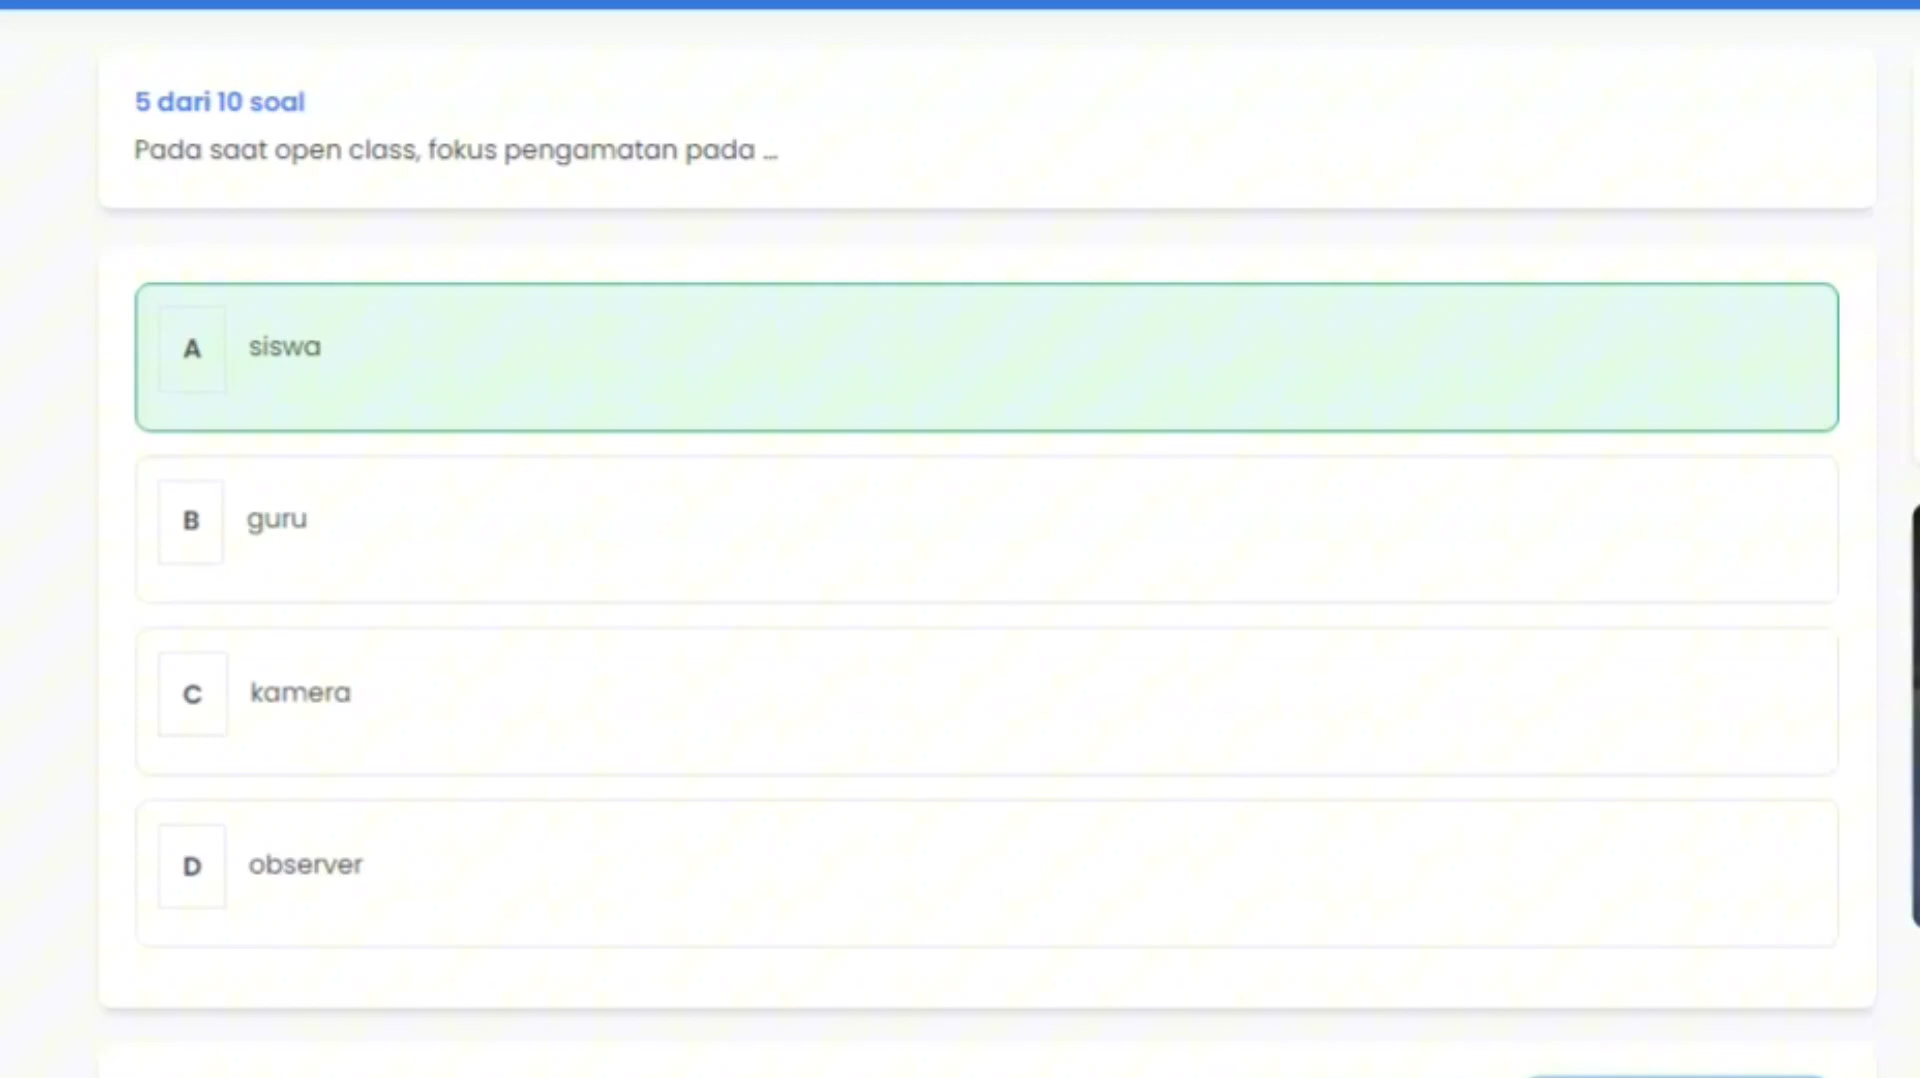 5 dari 10 soal
Pada saat open class, fokus pengamatan pada ...
A siswa
B guru
C kamera
D observer